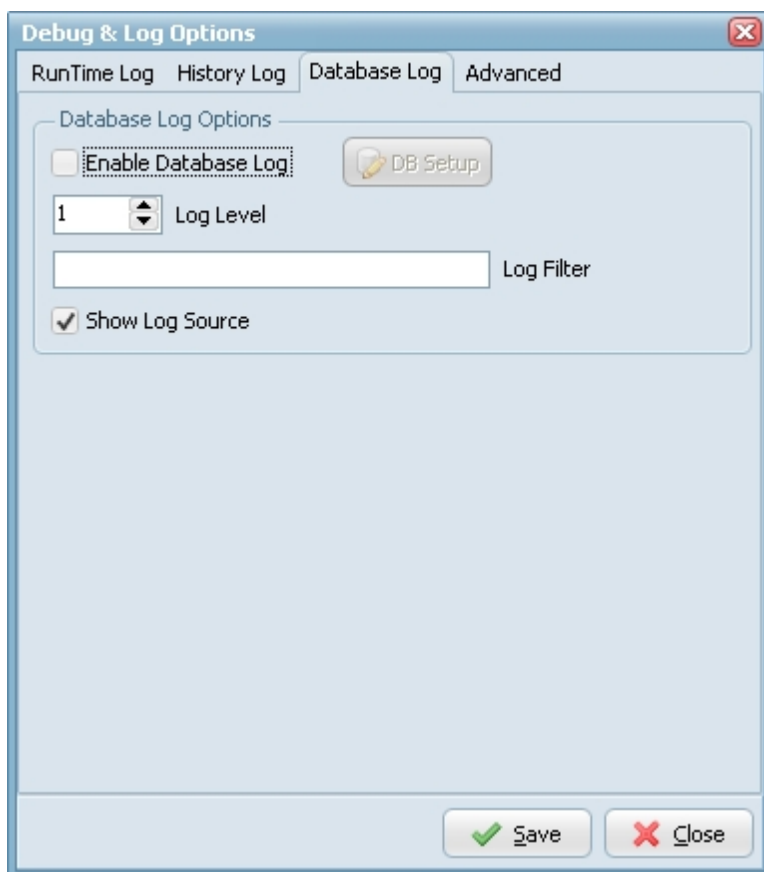 Debug & Log Options
RunTime Log History Log Database Log Advanced
Database Log Options
Enable Database Log DB Setup
1 Log Level
Log Filter
Show Log Source
Save Close